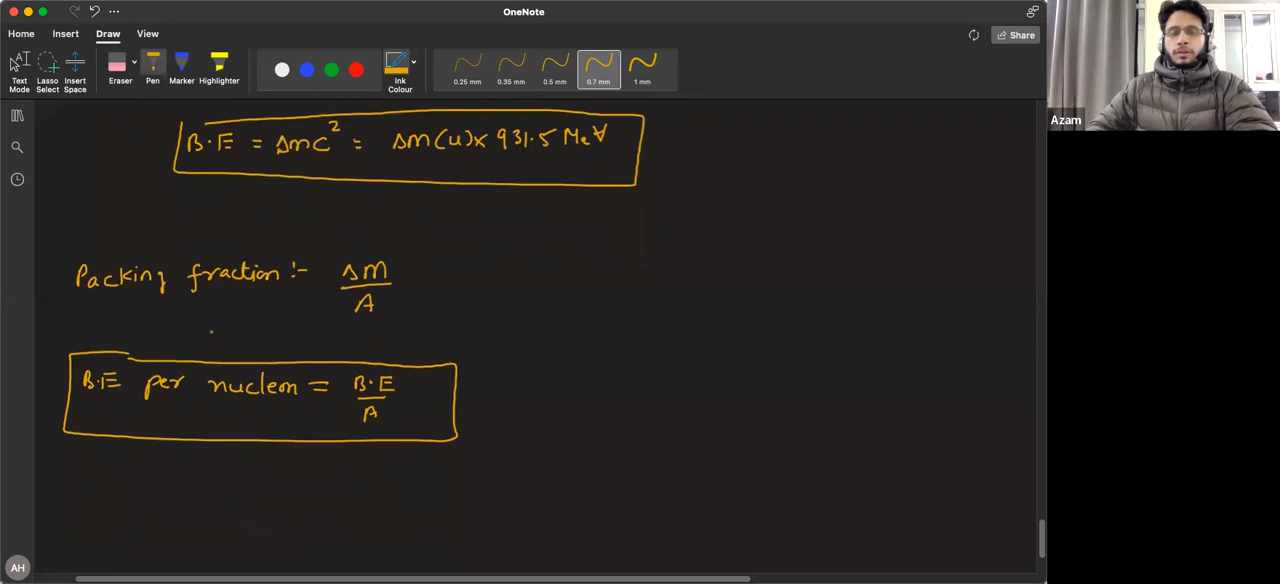 OneNote
Home Insert Draw View
Share
Text Mode Lasso Select Insert Space Eraser Pen Marker Highlighter Ink Colour 0.25 mm 0.35 mm 0.5 mm 0.7 mm 1 mm
Azam
B.E = Δmc² = Δm(u)× 931.5 MeV
Packing fraction :- ΔM/A
B.E per nucleon = B.E/A
AH